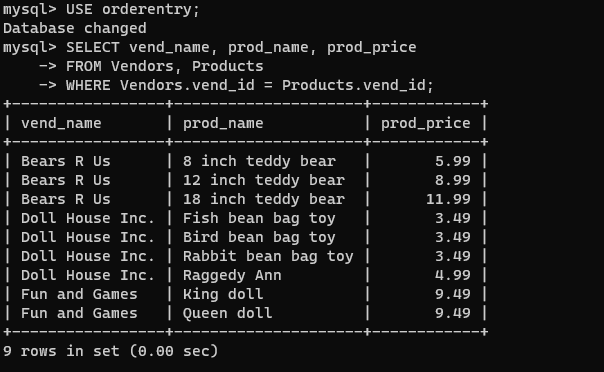 mysql> USE orderentry;
Database changed
mysql> SELECT vend_name, prod_name, prod_price
    -> FROM Vendors, Products
    -> WHERE Vendors.vend_id = Products.vend_id;
+-----------------+---------------------+------------+
| vend_name       | prod_name           | prod_price |
+-----------------+---------------------+------------+
| Bears R Us      | 8 inch teddy bear   |       5.99 |
| Bears R Us      | 12 inch teddy bear  |       8.99 |
| Bears R Us      | 18 inch teddy bear  |      11.99 |
| Doll House Inc. | Fish bean bag toy   |       3.49 |
| Doll House Inc. | Bird bean bag toy   |       3.49 |
| Doll House Inc. | Rabbit bean bag toy |       3.49 |
| Doll House Inc. | Raggedy Ann         |       4.99 |
| Fun and Games   | King doll           |       9.49 |
| Fun and Games   | Queen doll          |       9.49 |
+-----------------+---------------------+------------+
9 rows in set (0.00 sec)